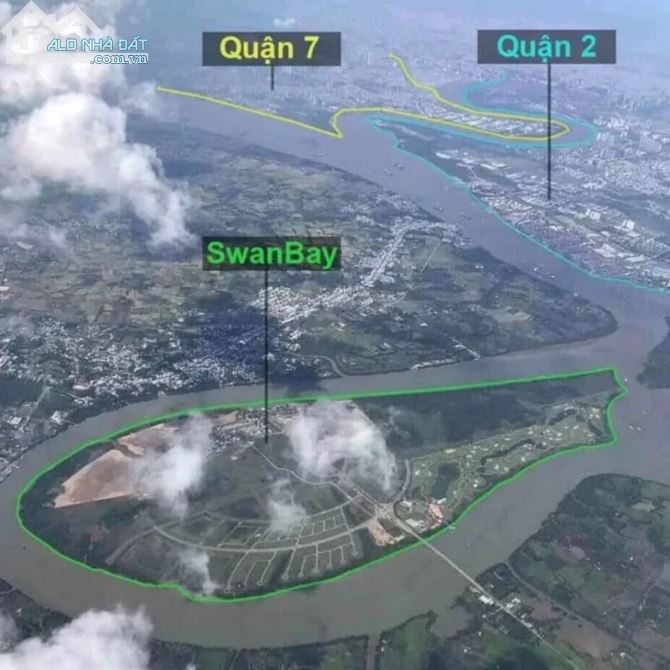 ALO NHÀ ĐẤT
.com.vn
Quận 7
Quận 2
SwanBay